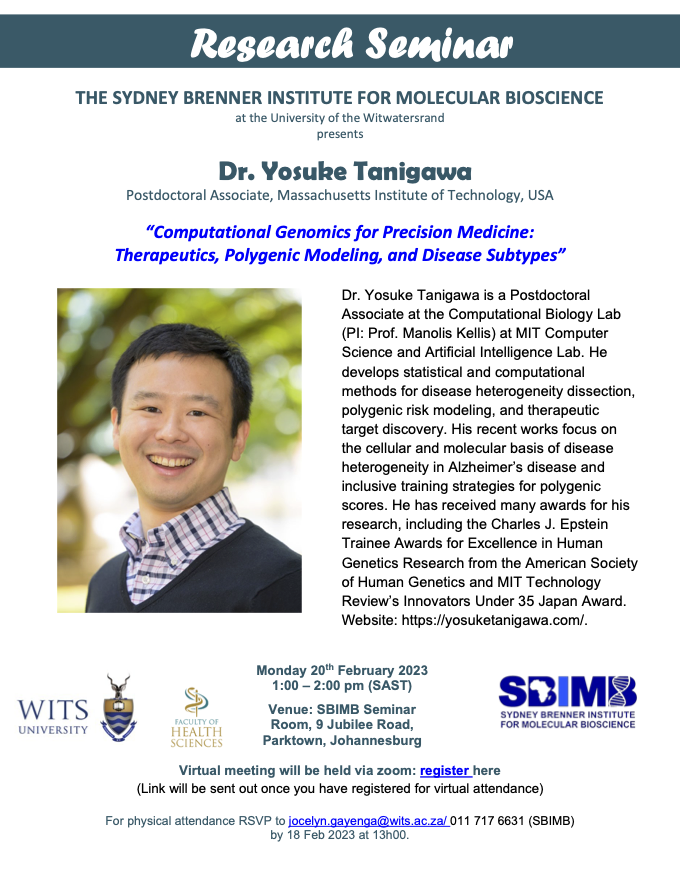 Research Seminar
THE SYDNEY BRENNER INSTITUTE FOR MOLECULAR BIOSCIENCE
at the University of the Witwatersrand
presents
Dr. Yosuke Tanigawa
Postdoctoral Associate, Massachusetts Institute of Technology, USA
“Computational Genomics for Precision Medicine:
Therapeutics, Polygenic Modeling, and Disease Subtypes”
Dr. Yosuke Tanigawa is a Postdoctoral
Associate at the Computational Biology Lab
(PI: Prof. Manolis Kellis) at MIT Computer
Science and Artificial Intelligence Lab. He
develops statistical and computational
methods for disease heterogeneity dissection,
polygenic risk modeling, and therapeutic
target discovery. His recent works focus on
the cellular and molecular basis of disease
heterogeneity in Alzheimer’s disease and
inclusive training strategies for polygenic
scores. He has received many awards for his
research, including the Charles J. Epstein
Trainee Awards for Excellence in Human
Genetics Research from the American Society
of Human Genetics and MIT Technology
Review’s Innovators Under 35 Japan Award.
Website: https://yosuketanigawa.com/.
Monday 20th February 2023
1:00 – 2:00 pm (SAST)
Venue: SBIMB Seminar
Room, 9 Jubilee Road,
Parktown, Johannesburg
WITS
UNIVERSITY
FACULTY OF
HEALTH
SCIENCES
SBIMB
SYDNEY BRENNER INSTITUTE
FOR MOLECULAR BIOSCIENCE
Virtual meeting will be held via zoom: register here
(Link will be sent out once you have registered for virtual attendance)
For physical attendance RSVP to jocelyn.gayenga@wits.ac.za/ 011 717 6631 (SBIMB)
by 18 Feb 2023 at 13h00.